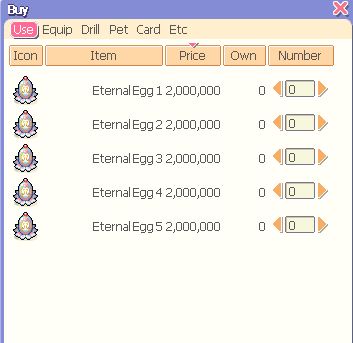 Buy
Use Equip Drill Pet Card Etc
Icon Item Price Own Number
Eternal Egg 1 2,000,000 0 0
Eternal Egg 2 2,000,000 0 0
Eternal Egg 3 2,000,000 0 0
Eternal Egg 4 2,000,000 0 0
Eternal Egg 5 2,000,000 0 0